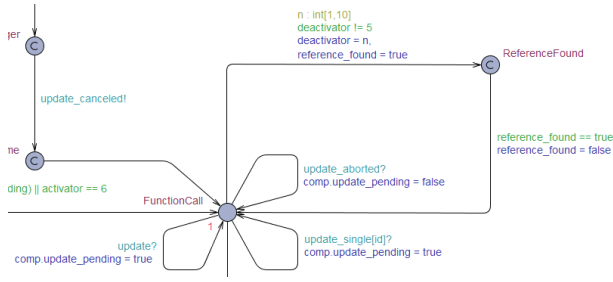 n : int[1,10]
deactivator != 5
deactivator = n,
reference_found = true
ger
ReferenceFound
update_canceled!
reference_found == true
reference_found = false
me
update_aborted?
comp.update_pending = false
ding) || activator == 6
FunctionCall
1
update?
comp.update_pending = true
update_single[id]?
comp.update_pending = true
C
C
C